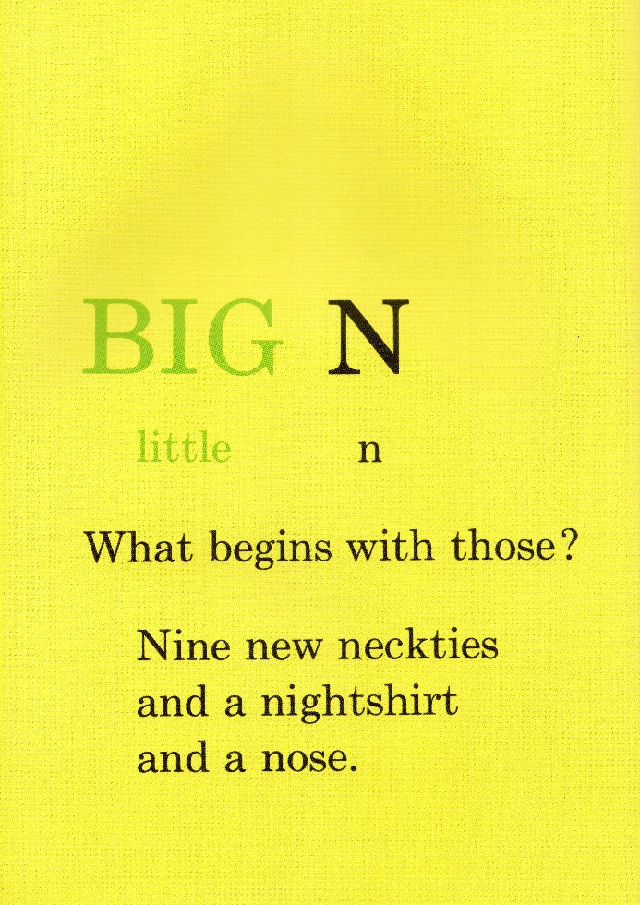 BIG N
little n
What begins with those?
Nine new neckties
and a nightshirt
and a nose.